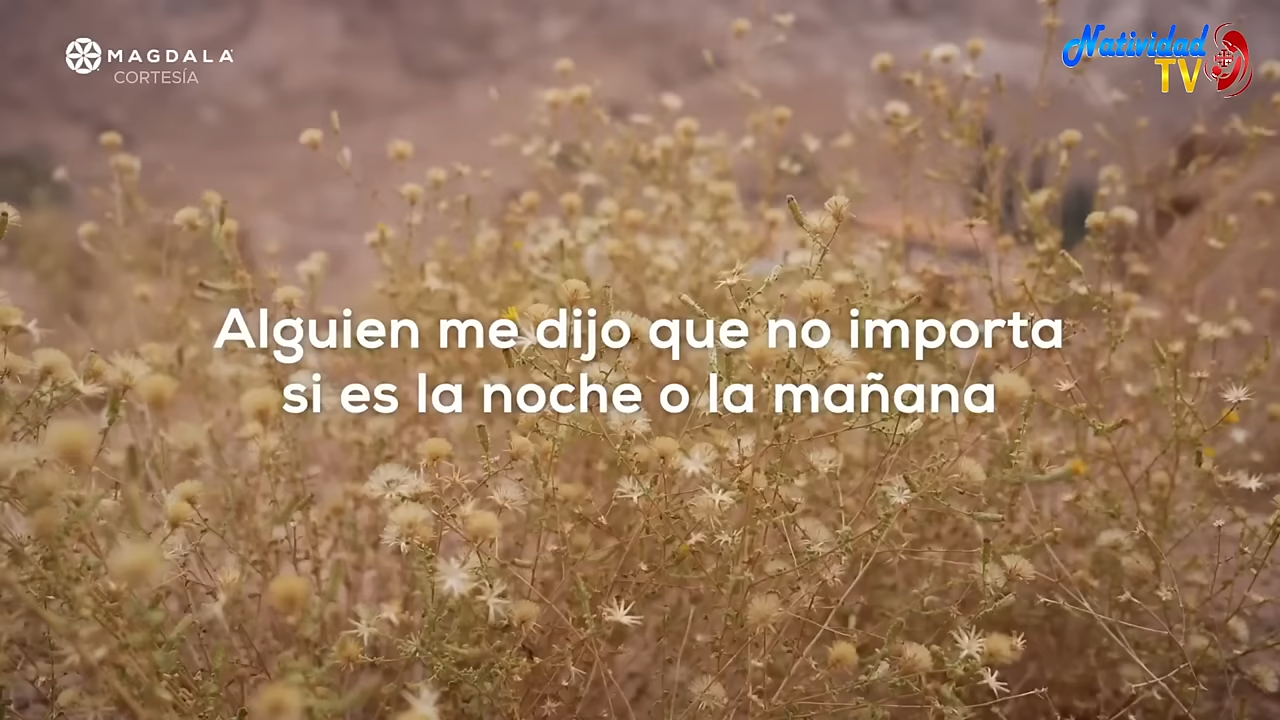 MAGDALA
CORTESÍA
Natividad
TV
Alguien me dijo que no importa
si es la noche o la mañana